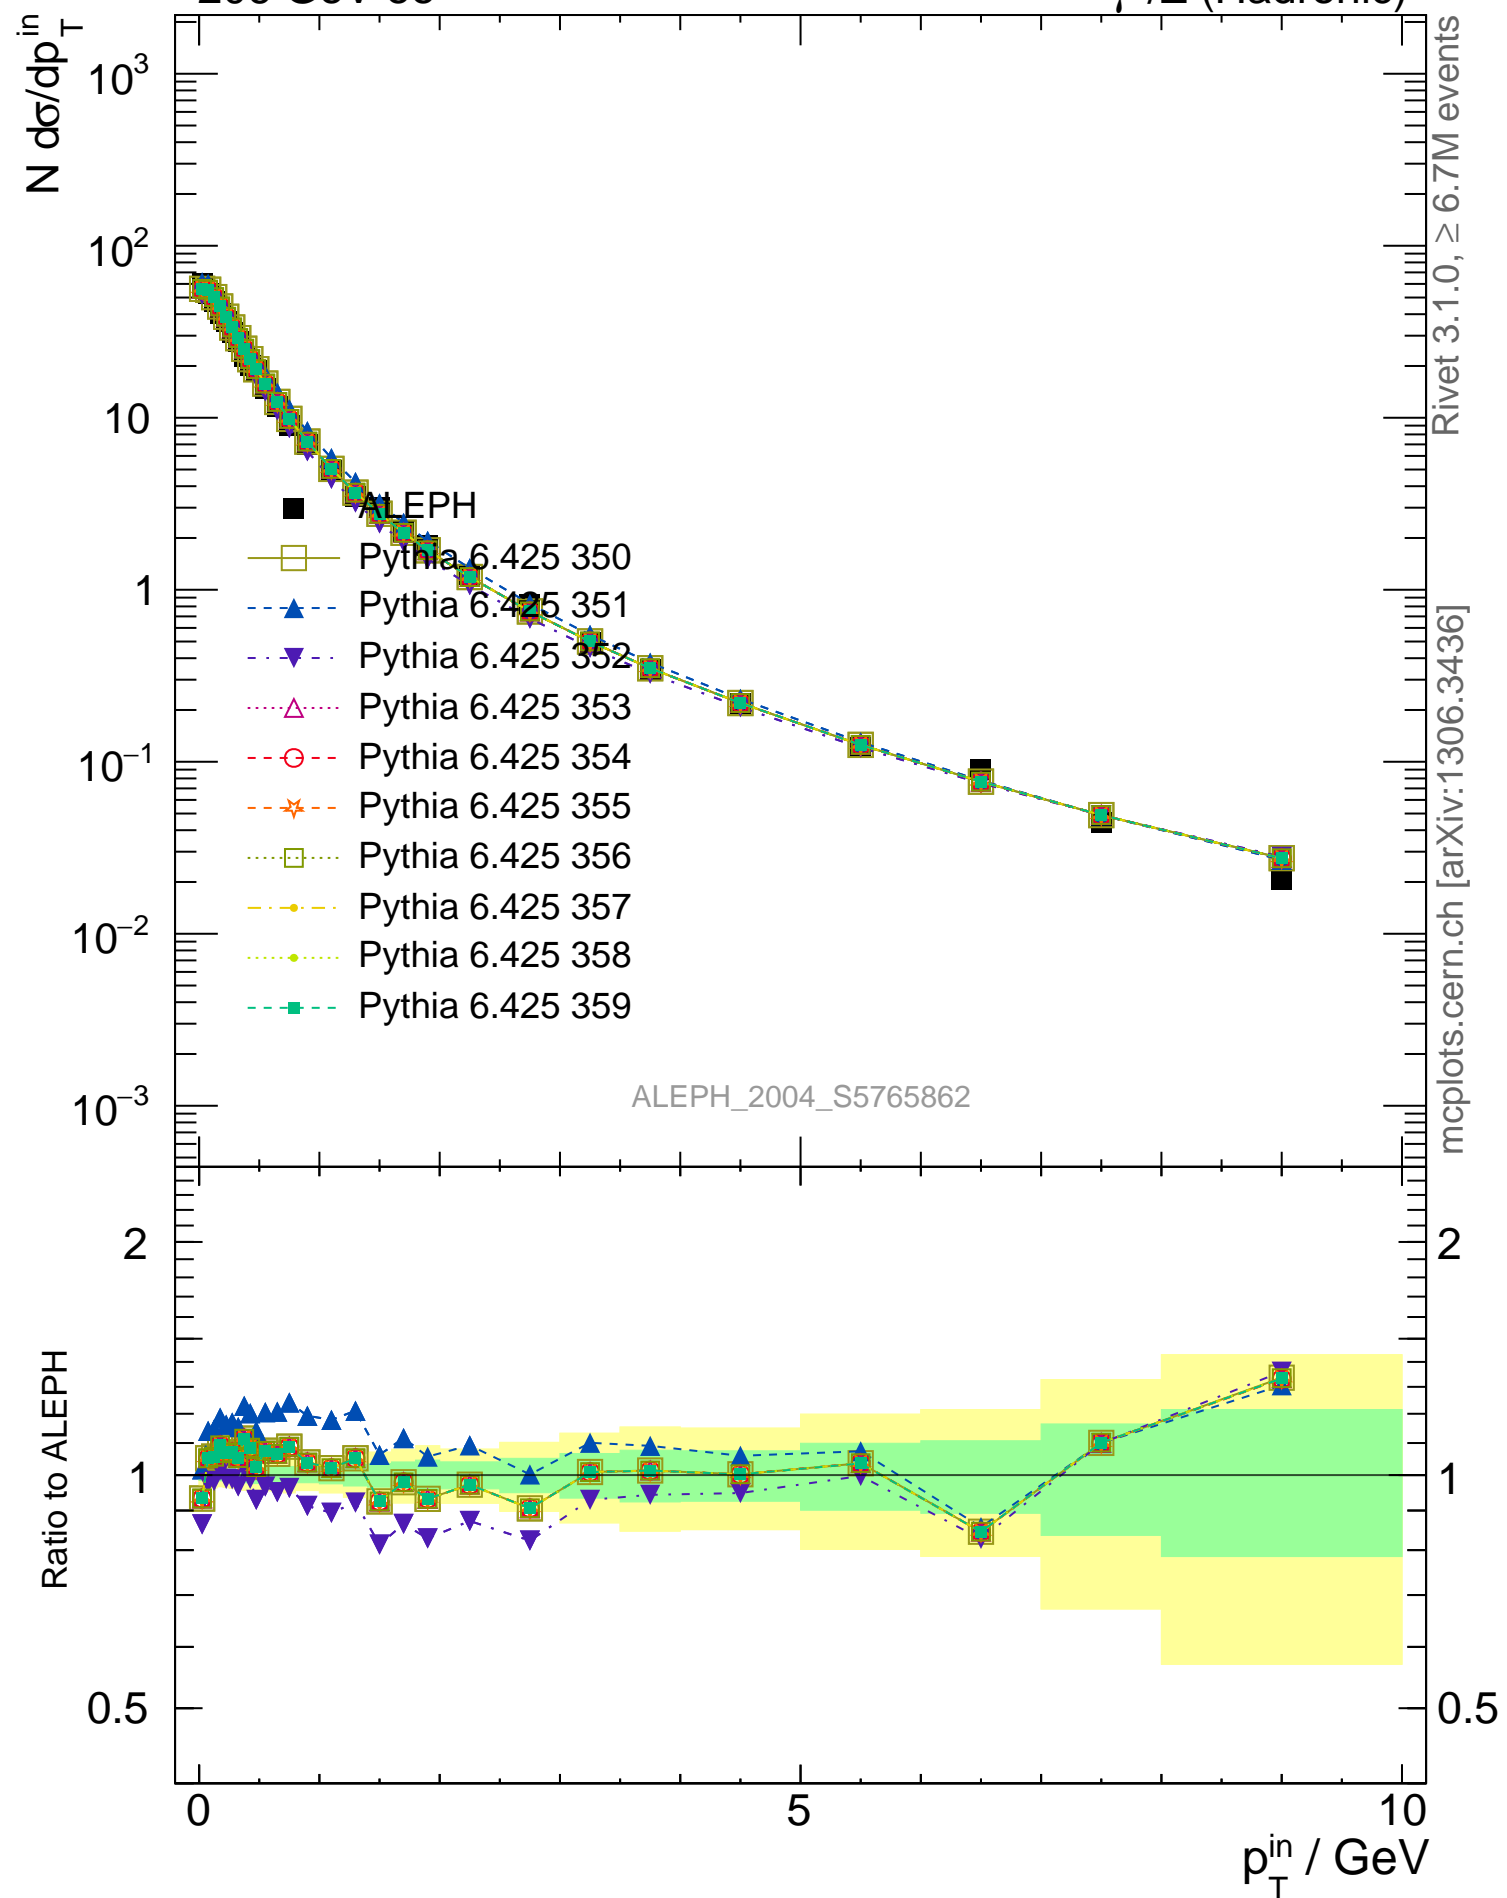 N dσ/dp_T^in
10³
10²
10
1
10⁻¹
10⁻²
10⁻³
ALEPH
Pythia 6.425 350
Pythia 6.425 351
Pythia 6.425 352
Pythia 6.425 353
Pythia 6.425 354
Pythia 6.425 355
Pythia 6.425 356
Pythia 6.425 357
Pythia 6.425 358
Pythia 6.425 359
ALEPH_2004_S5765862
Rivet 3.1.0, ≥ 6.7M events
mcplots.cern.ch [arXiv:1306.3436]
Ratio to ALEPH
2
1
0.5
2
1
0.5
0 5 10
p_T^in / GeV